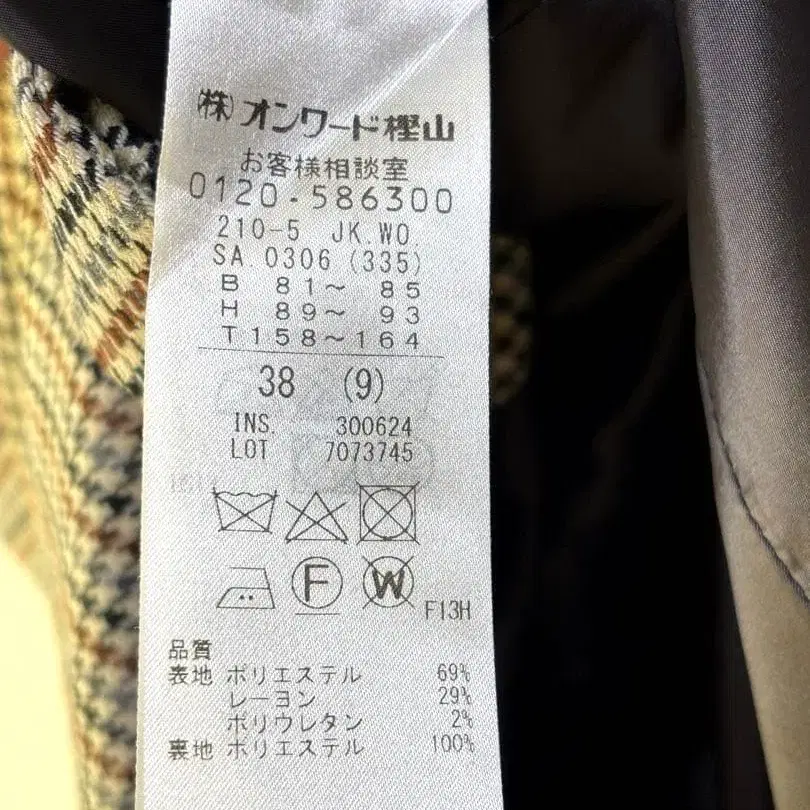 (株)オンワード樫山
お客様相談室
0120-586300
210-5 JK.WO.
SA 0306 (335)
B 81～ 85
H 89～ 93
T158～164
38 (9)
INS. 300624
LOT 7073745
F
W
F13H
品質
表地 ポリエステル 69%
レーヨン 29%
ポリウレタン 2%
裏地 ポリエステル 100%